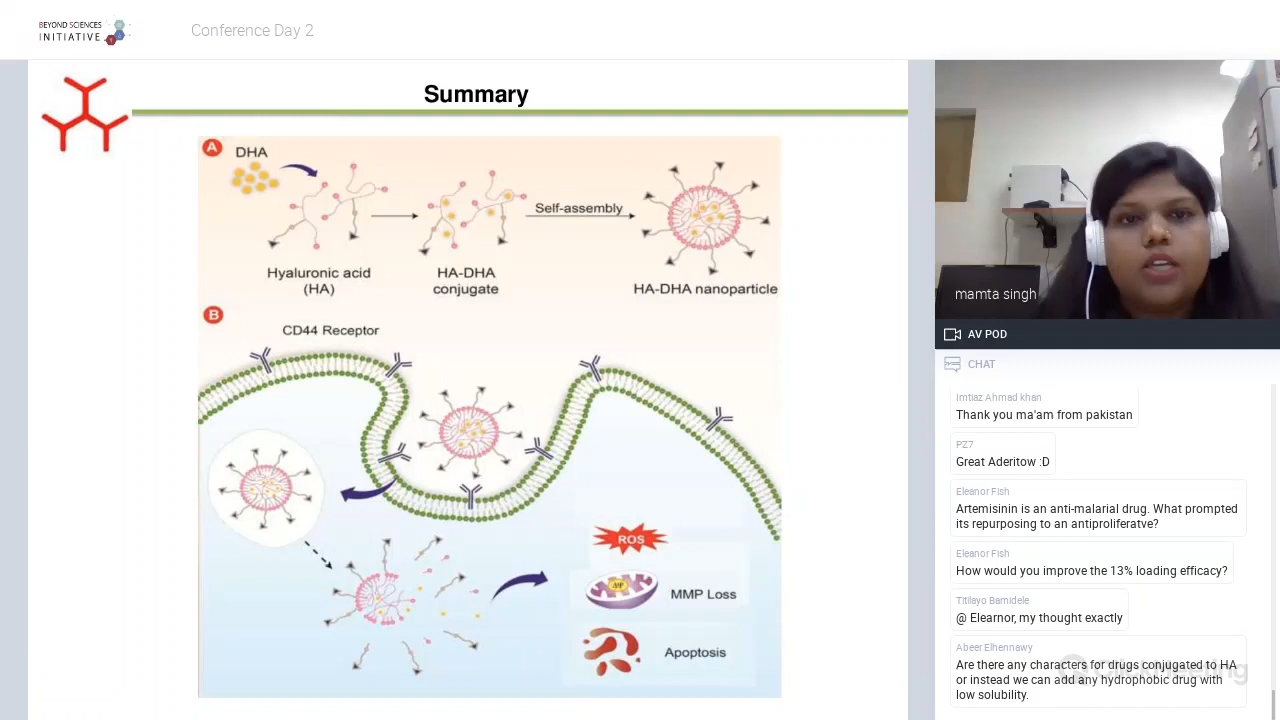 BEYOND SCIENCES
INITIATIVE
Conference Day 2
Summary
A
DHA
Self-assembly
Hyaluronic acid
(HA)
HA-DHA
conjugate
HA-DHA nanoparticle
B
CD44 Receptor
ROS
MMP Loss
Apoptosis
mamta singh
AV POD
CHAT
Imtiaz Ahmad khan
Thank you ma'am from pakistan
PZ7
Great Aderitow :D
Eleanor Fish
Artemisinin is an anti-malarial drug. What prompted
its repurposing to an antiproliferatve?
Eleanor Fish
How would you improve the 13% loading efficacy?
Titilayo Bamidele
@ Elearnor, my thought exactly
Abeer Elhennawy
Are there any characters for drugs conjugated to HA
or instead we can add any hydrophobic drug with
low solubility.